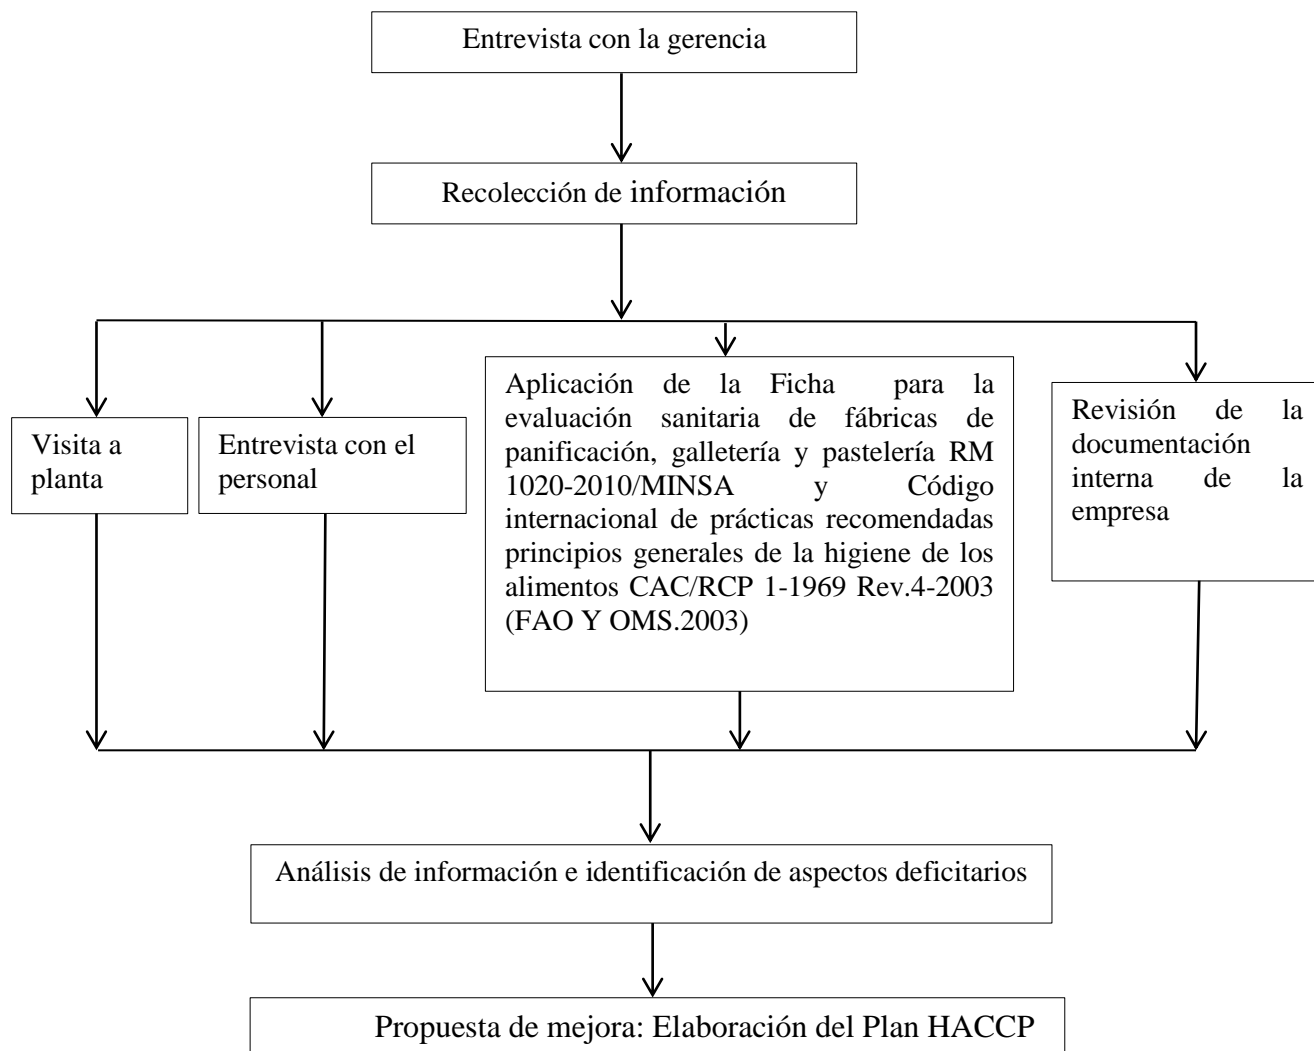 Entrevista con la gerencia
Recolección de información
Visita a
planta
Entrevista con el
personal
Aplicación de la Ficha para la
evaluación sanitaria de fábricas de
panificación, galletería y pastelería RM
1020-2010/MINSA y Código
internacional de prácticas recomendadas
principios generales de la higiene de los
alimentos CAC/RCP 1-1969 Rev.4-2003
(FAO Y OMS.2003)
Revisión de la
documentación
interna de la
empresa
Análisis de información e identificación de aspectos deficitarios
Propuesta de mejora: Elaboración del Plan HACCP